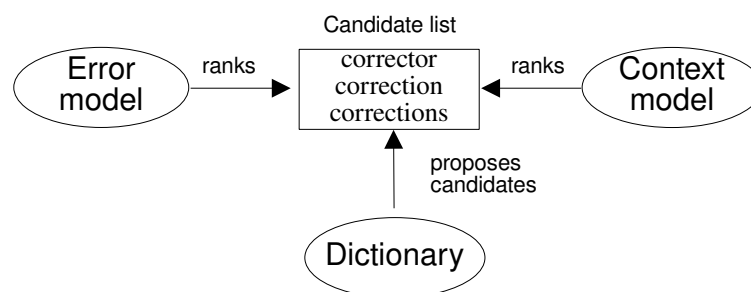 Candidate list
Error
model
ranks
corrector
correction
corrections
ranks
Context
model
proposes
candidates
Dictionary